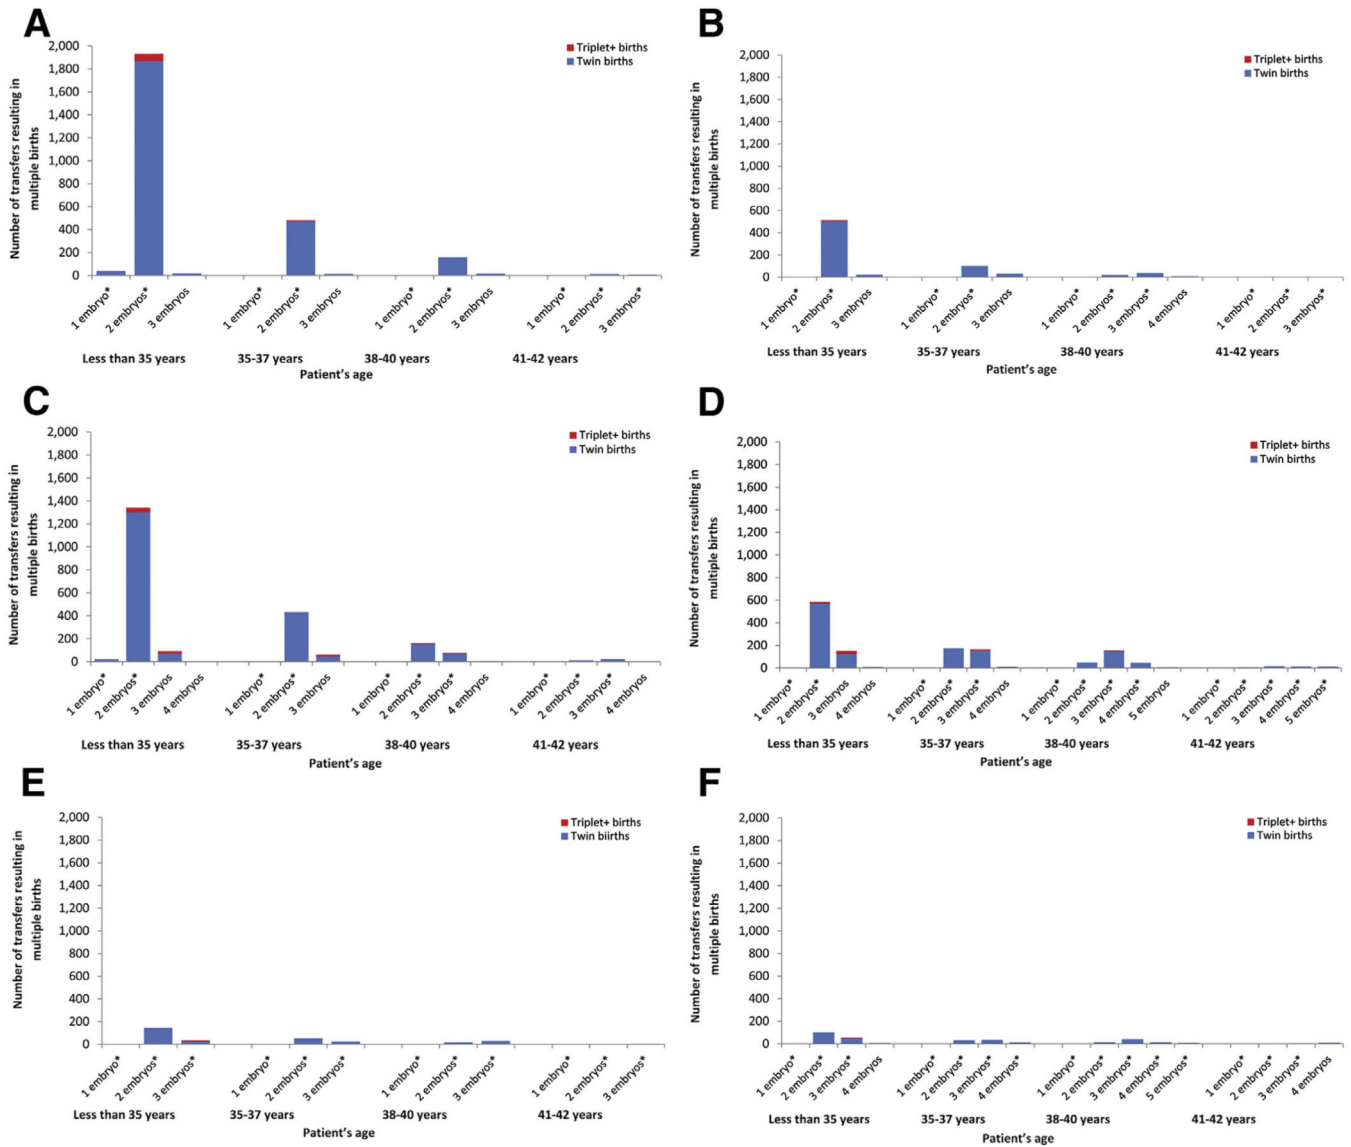 A
Number of transfers resulting in
multiple births
2,000
1,800
1,600
1,400
1,200
1,000
800
600
400
200
0
Triplet+ births
Twin births
1 embryo*
2 embryos*
3 embryos
1 embryo*
2 embryos*
3 embryos
1 embryo*
2 embryos*
3 embryos
1 embryo*
2 embryos*
3 embryos*
Less than 35 years
35-37 years
38-40 years
41-42 years
Patient's age
B
Number of transfers resulting in
multiple births
2,000
1,800
1,600
1,400
1,200
1,000
800
600
400
200
0
Triplet+ births
Twin births
1 embryo*
2 embryos*
3 embryos
1 embryo*
2 embryos*
3 embryos
1 embryo*
2 embryos*
3 embryos*
4 embryos
1 embryo*
2 embryos*
3 embryos*
Less than 35 years
35-37 years
38-40 years
41-42 years
Patient's age
C
Number of transfers resulting in
multiple births
2,000
1,800
1,600
1,400
1,200
1,000
800
600
400
200
0
Triplet+ births
Twin births
1 embryo*
2 embryos*
3 embryos
4 embryos
1 embryo*
2 embryos*
3 embryos
1 embryo*
2 embryos*
3 embryos*
4 embryos
1 embryo*
2 embryos*
3 embryos*
4 embryos
Less than 35 years
35-37 years
38-40 years
41-42 years
Patient's age
D
Number of transfers resulting in
multiple births
2,000
1,800
1,600
1,400
1,200
1,000
800
600
400
200
0
Triplet+ births
Twin births
1 embryo*
2 embryos*
3 embryos
4 embryos
1 embryo*
2 embryos*
3 embryos*
4 embryos
1 embryo*
2 embryos*
3 embryos*
4 embryos*
5 embryos
1 embryo*
2 embryos*
3 embryos*
4 embryos*
5 embryos*
Less than 35 years
35-37 years
38-40 years
41-42 years
Patient's age
E
Number of transfers resulting in
multiple births
2,000
1,800
1,600
1,400
1,200
1,000
800
600
400
200
0
Triplet+ births
Twin biirths
1 embryo*
2 embryos*
3 embryos*
1 embryo*
2 embryos*
3 embryos*
1 embryo*
2 embryos*
3 embryos*
1 embryo*
2 embryos*
3 embryos*
Less than 35 years
35-37 years
38-40 years
41-42 years
Patient's age
F
Number of transfers resulting in
multiple births
2,000
1,800
1,600
1,400
1,200
1,000
800
600
400
200
0
Triplet+ births
Twin births
1 embryo*
2 embryos*
3 embryos*
4 embryos
1 embryo*
2 embryos*
3 embryos*
4 embryos*
1 embryo*
2 embryos*
3 embryos*
4 embryos*
5 embryos*
1 embryo*
2 embryos*
3 embryos*
4 embryos*
Less than 35 years
35-37 years
38-40 years
41-42 years
Patient's age